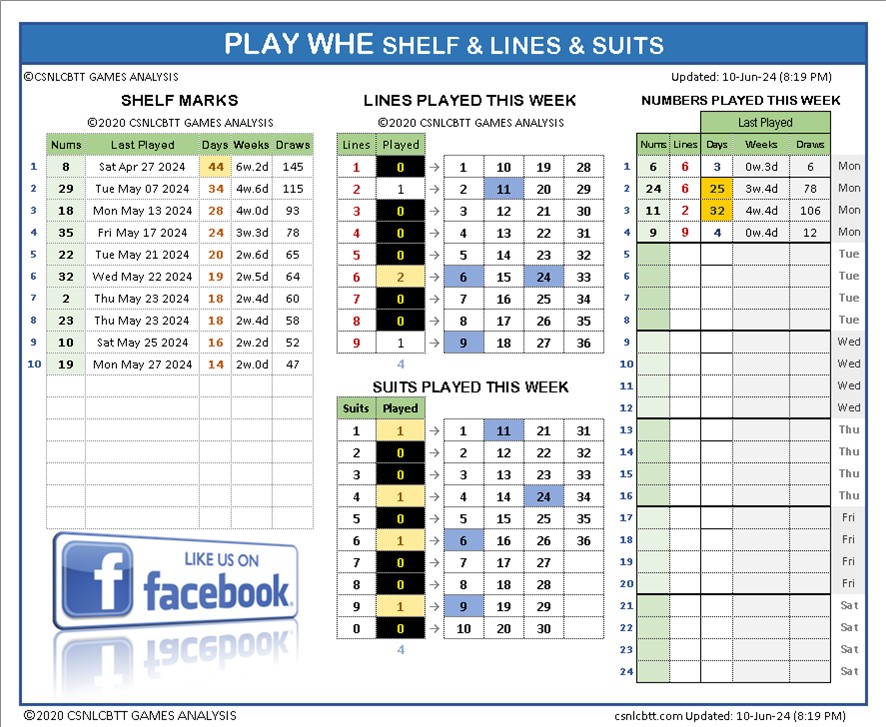 PLAY WHE SHELF & LINES & SUITS
©CSNLCBTT GAMES ANALYSIS
Updated: 10-Jun-24 (8:19 PM)
SHELF MARKS
©2020 CSNLCBTT GAMES ANALYSIS
Nums Last Played Days Weeks Draws
1 8 Sat Apr 27 2024 44 6w.2d 145
2 29 Tue May 07 2024 34 4w.6d 115
3 18 Mon May 13 2024 28 4w.0d 93
4 35 Fri May 17 2024 24 3w.3d 78
5 22 Tue May 21 2024 20 2w.6d 65
6 32 Wed May 22 2024 19 2w.5d 64
7 2 Thu May 23 2024 18 2w.4d 60
8 23 Thu May 23 2024 18 2w.4d 58
9 10 Sat May 25 2024 16 2w.2d 52
10 19 Mon May 27 2024 14 2w.0d 47
LIKE US ON
facebook
LINES PLAYED THIS WEEK
©2020 CSNLCBTT GAMES ANALYSIS
Lines Played
1 0 → 1 10 19 28
2 1 → 2 11 20 29
3 0 → 3 12 21 30
4 0 → 4 13 22 31
5 0 → 5 14 23 32
6 2 → 6 15 24 33
7 0 → 7 16 25 34
8 0 → 8 17 26 35
9 1 → 9 18 27 36
4
SUITS PLAYED THIS WEEK
Suits Played
1 1 → 1 11 21 31
2 0 → 2 12 22 32
3 0 → 3 13 23 33
4 1 → 4 14 24 34
5 0 → 5 15 25 35
6 1 → 6 16 26 36
7 0 → 7 17 27
8 0 → 8 18 28
9 1 → 9 19 29
0 0 → 10 20 30
4
NUMBERS PLAYED THIS WEEK
Last Played
Nums Lines Days Weeks Draws
1 6 6 3 0w.3d 6 Mon
2 24 6 25 3w.4d 78 Mon
3 11 2 32 4w.4d 106 Mon
4 9 9 4 0w.4d 12 Mon
5 Tue
6 Tue
7 Tue
8 Tue
9 Wed
10 Wed
11 Wed
12 Wed
13 Thu
14 Thu
15 Thu
16 Thu
17 Fri
18 Fri
19 Fri
20 Fri
21 Sat
22 Sat
23 Sat
24 Sat
©2020 CSNLCBTT GAMES ANALYSIS
csnlcbtt.com Updated: 10-Jun-24 (8:19 PM)